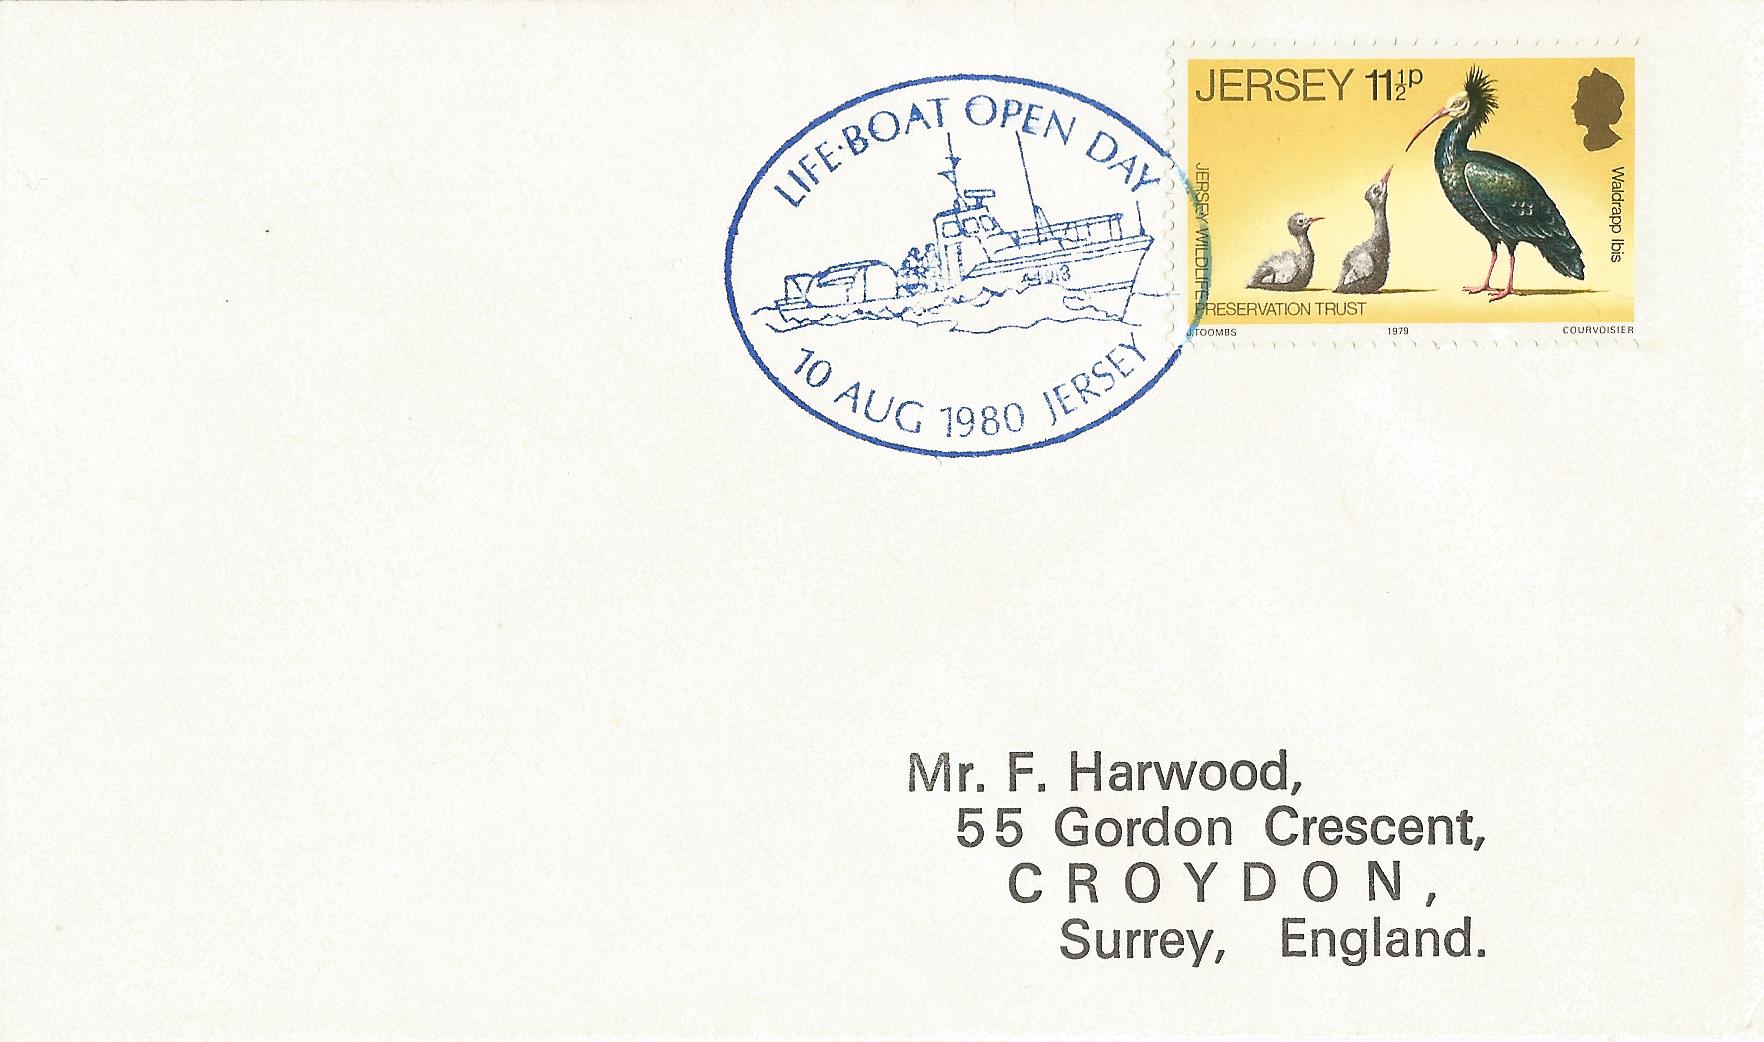 LIFE·BOAT OPEN DAY
10 AUG 1980 JERSEY
JERSEY 11½p
Waldrapp Ibis
JERSEY WILDLIFE PRESERVATION TRUST
J.TOOMBS 1979 COURVOISIER
Mr. F. Harwood,
55 Gordon Crescent,
CROYDON,
Surrey, England.